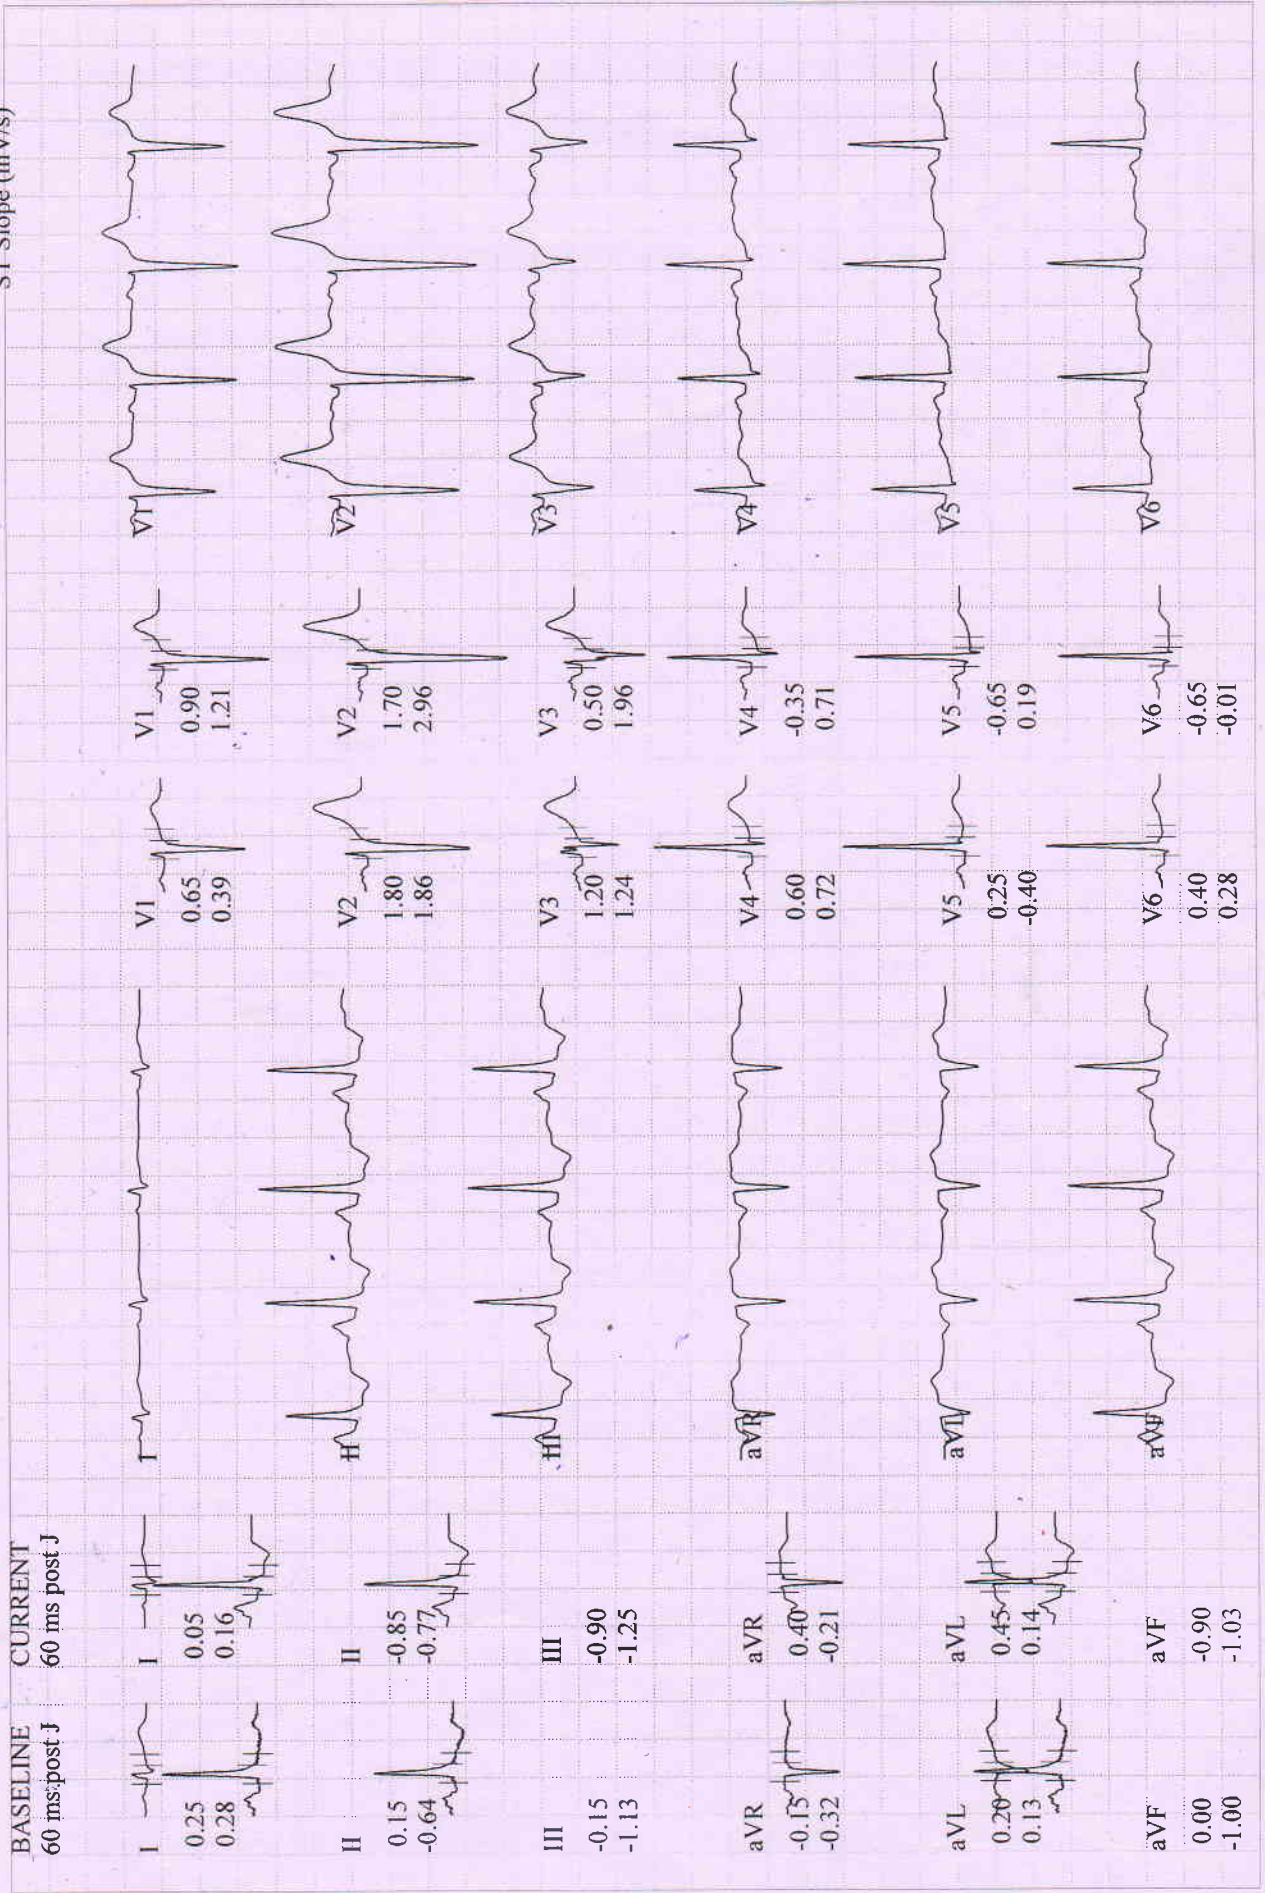 ST Slope (mV/s)
BASELINE
60 ms post J
CURRENT
60 ms post J
I
0.25
0.28
I
0.05
0.16
I
V1
0.65
0.39
V1
0.90
1.21
V1
II
0.15
-0.64
II
-0.85
-0.77
II
V2
1.80
1.86
V2
1.70
2.96
V2
III
-0.15
-1.13
III
-0.90
-1.25
III
V3
1.20
1.24
V3
0.50
1.96
V3
aVR
-0.15
-0.32
aVR
0.40
-0.21
aVR
V4
0.60
0.72
V4
-0.35
0.71
V4
aVL
0.20
0.13
aVL
0.45
0.14
aVL
V5
0.25
-0.40
V5
-0.65
0.19
V5
aVF
0.00
-1.00
aVF
-0.90
-1.03
aVF
V6
0.40
0.28
V6
-0.65
-0.01
V6